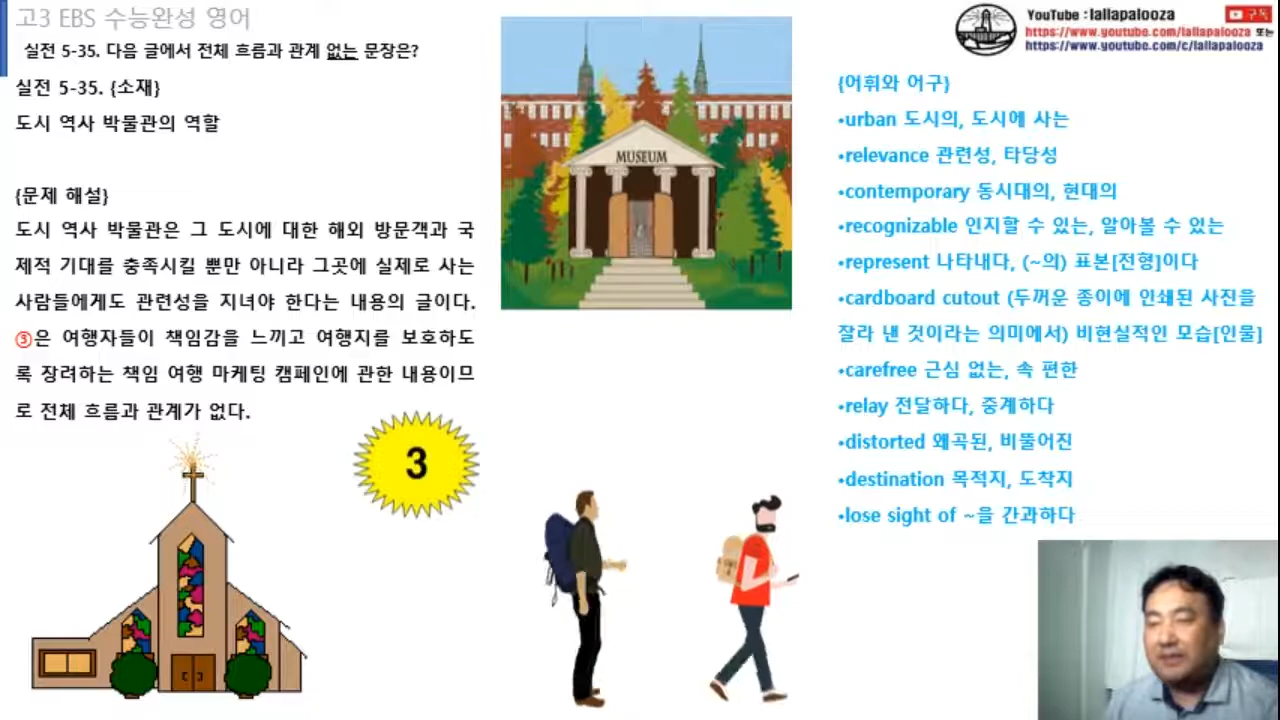 고3 EBS 수능완성 영어
실전 5-35. 다음 글에서 전체 흐름과 관계 없는 문장은?
실전 5-35. {소재}
도시 역사 박물관의 역할
{문제 해설}
도시 역사 박물관은 그 도시에 대한 해외 방문객과 국
제적 기대를 충족시킬 뿐만 아니라 그곳에 실제로 사는
사람들에게도 관련성을 지녀야 한다는 내용의 글이다.
③은 여행자들이 책임감을 느끼고 여행지를 보호하도
록 장려하는 책임 여행 마케팅 캠페인에 관한 내용이므
로 전체 흐름과 관계가 없다.
3
MUSEUM
YouTube : lallapalooza
구독
https://www.youtube.com/lallapalooza 또는
https://www.youtube.com/c/lallapalooza
{어휘와 어구}
•urban 도시의, 도시에 사는
•relevance 관련성, 타당성
•contemporary 동시대의, 현대의
•recognizable 인지할 수 있는, 알아볼 수 있는
•represent 나타내다, (~의) 표본[전형]이다
•cardboard cutout (두꺼운 종이에 인쇄된 사진을
잘라 낸 것이라는 의미에서) 비현실적인 모습[인물]
•carefree 근심 없는, 속 편한
•relay 전달하다, 중계하다
•distorted 왜곡된, 비뚤어진
•destination 목적지, 도착지
•lose sight of ~을 간과하다